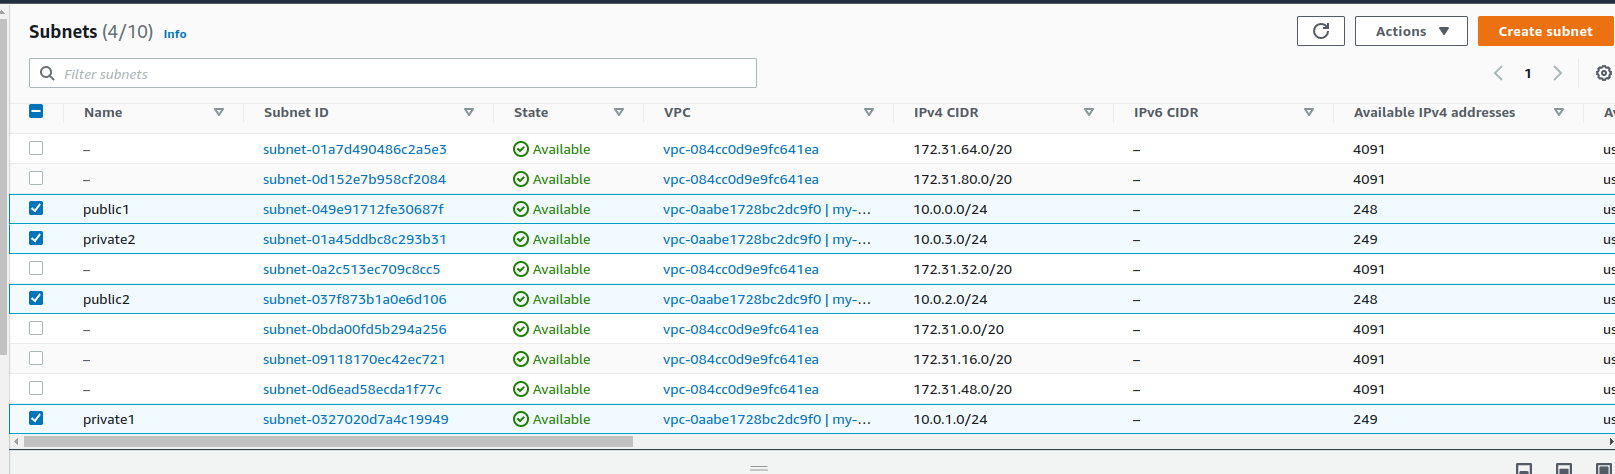 Subnets (4/10) Info Actions Create subnet
Filter subnets 1
Name Subnet ID State VPC IPv4 CIDR IPv6 CIDR Available IPv4 addresses Av
– subnet-01a7d490486c2a5e3 Available vpc-084cc0d9e9fc641ea 172.31.64.0/20 – 4091 us
– subnet-0d152e7b958cf2084 Available vpc-084cc0d9e9fc641ea 172.31.80.0/20 – 4091 us
public1 subnet-049e91712fe30687f Available vpc-0aabe1728bc2dc9f0 | my-... 10.0.0.0/24 – 248 us
private2 subnet-01a45ddbc8c293b31 Available vpc-0aabe1728bc2dc9f0 | my-... 10.0.3.0/24 – 249 us
– subnet-0a2c513ec709c8cc5 Available vpc-084cc0d9e9fc641ea 172.31.32.0/20 – 4091 us
public2 subnet-037f873b1a0e6d106 Available vpc-0aabe1728bc2dc9f0 | my-... 10.0.2.0/24 – 248 us
– subnet-0bda00fd5b294a256 Available vpc-084cc0d9e9fc641ea 172.31.0.0/20 – 4091 us
– subnet-09118170ec42ec721 Available vpc-084cc0d9e9fc641ea 172.31.16.0/20 – 4091 us
– subnet-0d6ead58ecda1f77c Available vpc-084cc0d9e9fc641ea 172.31.48.0/20 – 4091 us
private1 subnet-0327020d7a4c19949 Available vpc-0aabe1728bc2dc9f0 | my-... 10.0.1.0/24 – 249 us